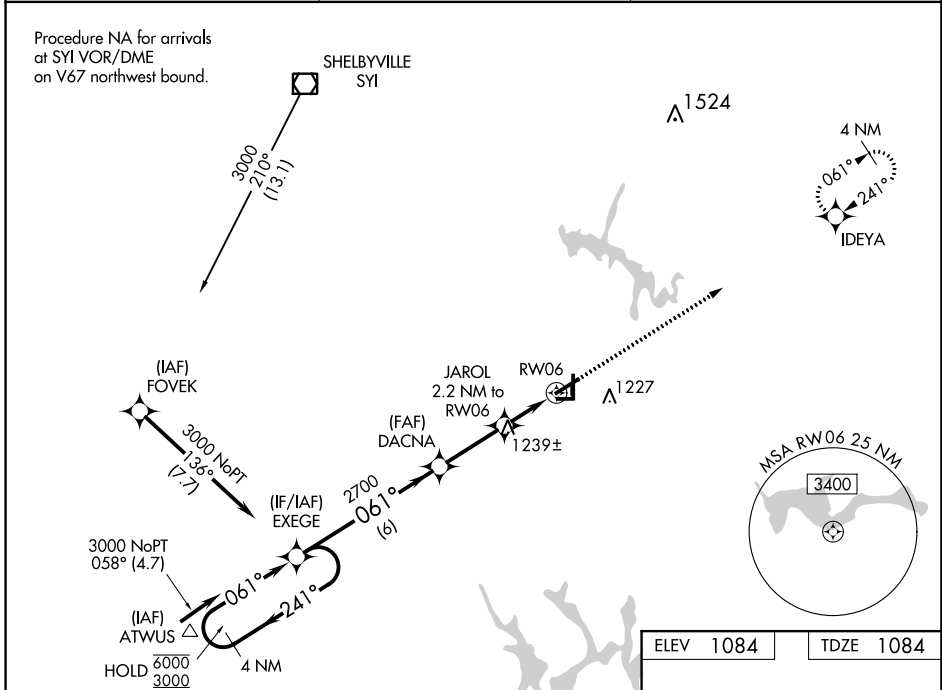 Procedure NA for arrivals
at SYI VOR/DME
on V67 northwest bound.
SHELBYVILLE
SYI
1524
4 NM
061°
241°
IDEYA
3000
210°
(13.1)
(IAF)
FOVEK
3000 NoPT
136°
(7.7)
JAROL
2.2 NM to
RW06
RW06
1227
1239±
(FAF)
DACNA
2700
061°
(6)
(IF/IAF)
EXEGE
3000 NoPT
058° (4.7)
061°
241°
(IAF)
ATWUS
HOLD 6000
3000
4 NM
MSA RW06 25 NM
3400
ELEV 1084
TDZE 1084